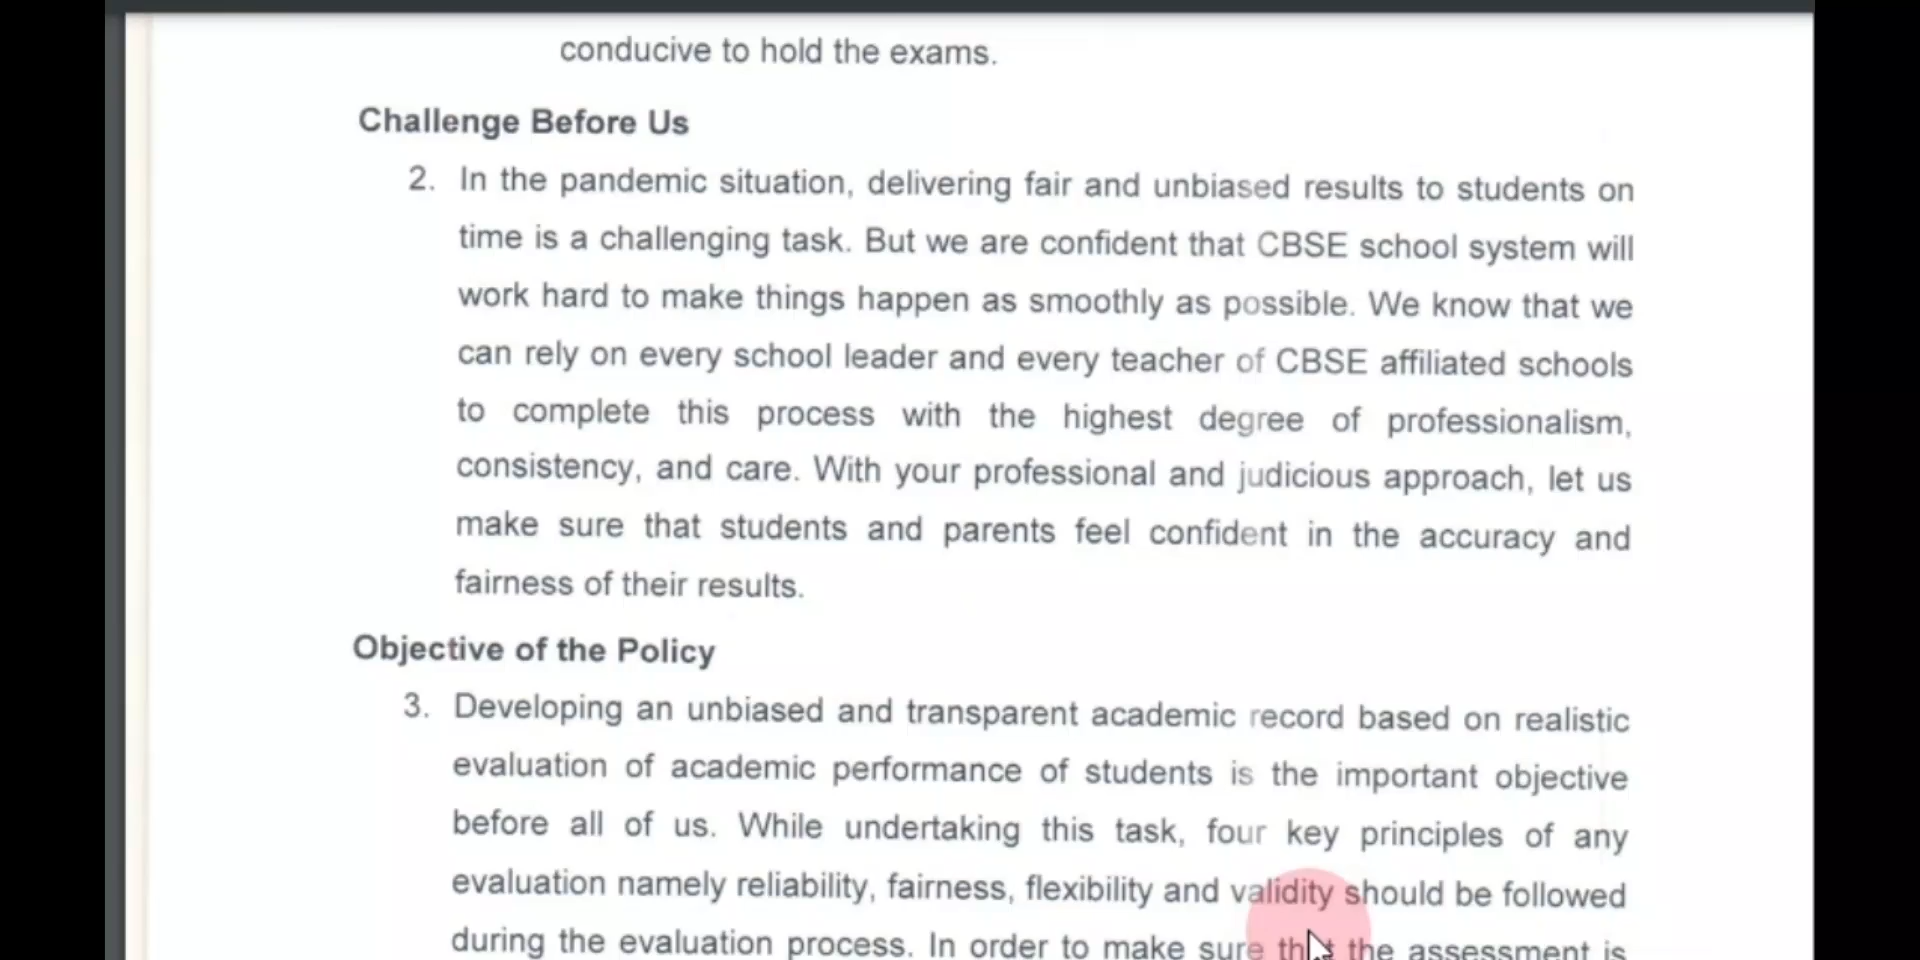 conducive to hold the exams.
Challenge Before Us
2. In the pandemic situation, delivering fair and unbiased results to students on
time is a challenging task. But we are confident that CBSE school system will
work hard to make things happen as smoothly as possible. We know that we
can rely on every school leader and every teacher of CBSE affiliated schools
to complete this process with the highest degree of professionalism,
consistency, and care. With your professional and judicious approach, let us
make sure that students and parents feel confident in the accuracy and
fairness of their results.
Objective of the Policy
3. Developing an unbiased and transparent academic record based on realistic
evaluation of academic performance of students is the important objective
before all of us. While undertaking this task, four key principles of any
evaluation namely reliability, fairness, flexibility and validity should be followed
during the evaluation process. In order to make sure that the assessment is